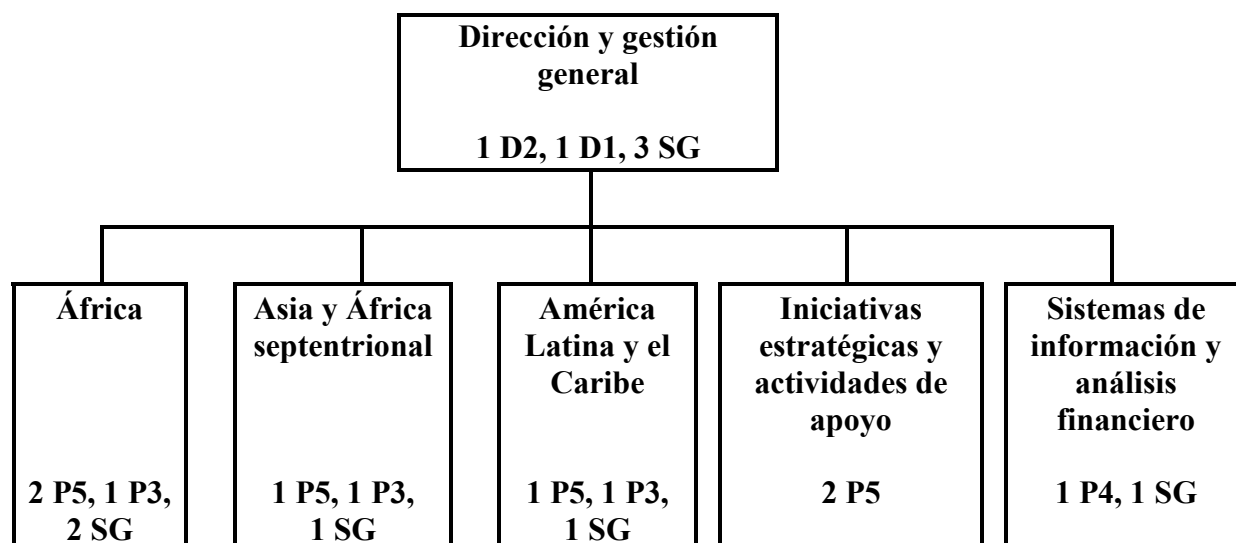 Dirección y gestión
general
1 D2, 1 D1, 3 SG
África
2 P5, 1 P3,
2 SG
Asia y África
septentrional
1 P5, 1 P3,
1 SG
América
Latina y el
Caribe
1 P5, 1 P3,
1 SG
Iniciativas
estratégicas y
actividades de
apoyo
2 P5
Sistemas de
información y
análisis
financiero
1 P4, 1 SG